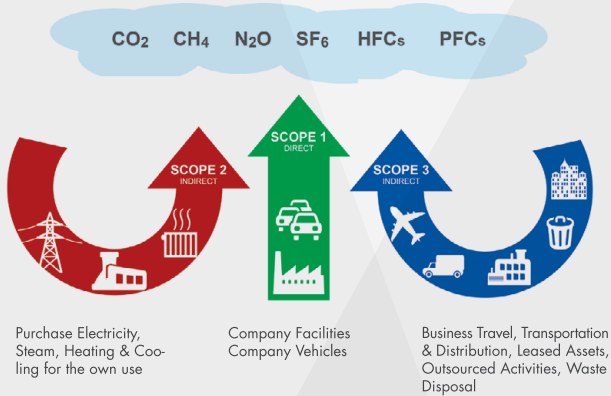 CO₂ CH₄ N₂O SF₆ HFCs PFCs
SCOPE 2
INDIRECT
SCOPE 1
DIRECT
SCOPE 3
INDIRECT
Purchase Electricity,
Steam, Heating & Coo-
ling for the own use
Company Facilities
Company Vehicles
Business Travel, Transportation
& Distribution, Leased Assets,
Outsourced Activities, Waste
Disposal